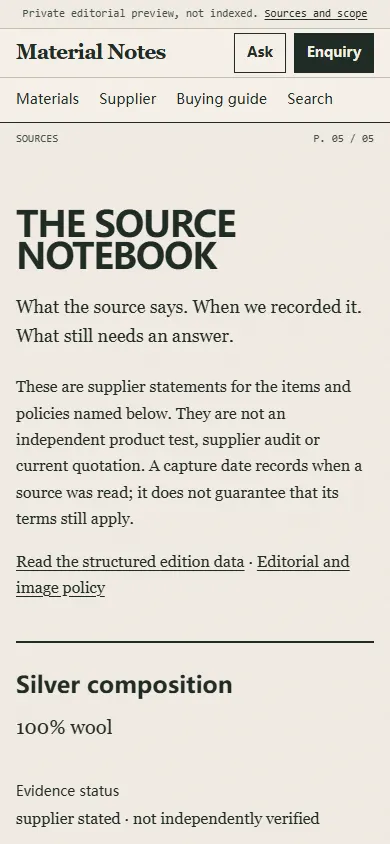 Private editorial preview, not indexed. Sources and scope
Material Notes
Ask
Enquiry
Materials Supplier Buying guide Search
SOURCES
P. 05 / 05
THE SOURCE
NOTEBOOK
What the source says. When we recorded it.
What still needs an answer.
These are supplier statements for the items and
policies named below. They are not an
independent product test, supplier audit or
current quotation. A capture date records when a
source was read; it does not guarantee that its
terms still apply.
Read the structured edition data · Editorial and
image policy
Silver composition
100% wool
Evidence status
supplier stated · not independently verified